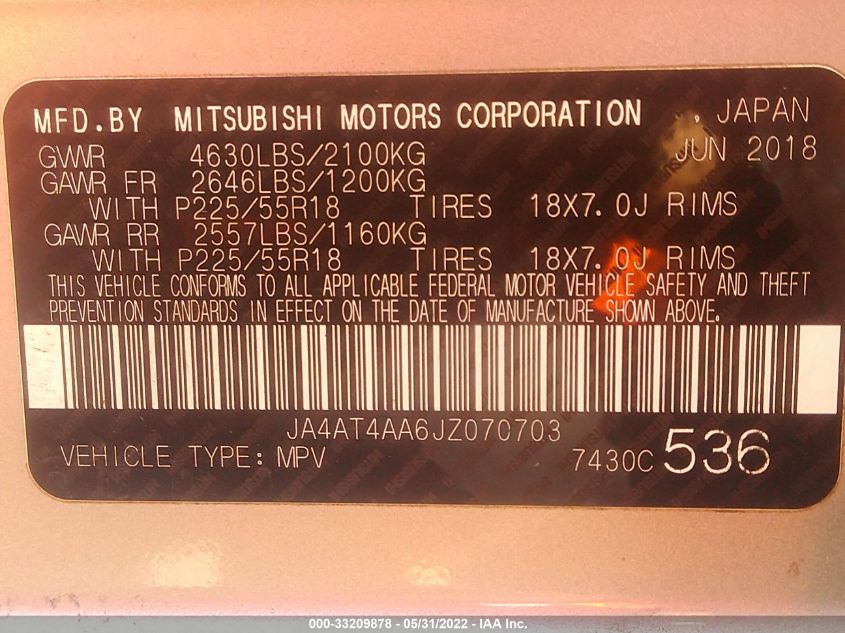 MFD.BY MITSUBISHI MOTORS CORPORATION , JAPAN
GVWR 4630LBS/2100KG JUN 2018
GAWR FR 2646LBS/1200KG
WITH P225/55R18 TIRES 18X7.0J RIMS
GAWR RR 2557LBS/1160KG
WITH P225/55R18 TIRES 18X7.0J RIMS
THIS VEHICLE CONFORMS TO ALL APPLICABLE FEDERAL MOTOR VEHICLE SAFETY AND THEFT
PREVENTION STANDARDS IN EFFECT ON THE DATE OF MANUFACTURE SHOWN ABOVE.
JA4AT4AA6JZ070703
VEHICLE TYPE: MPV 7430C 536
000-33209878 - 05/31/2022 - IAA Inc.